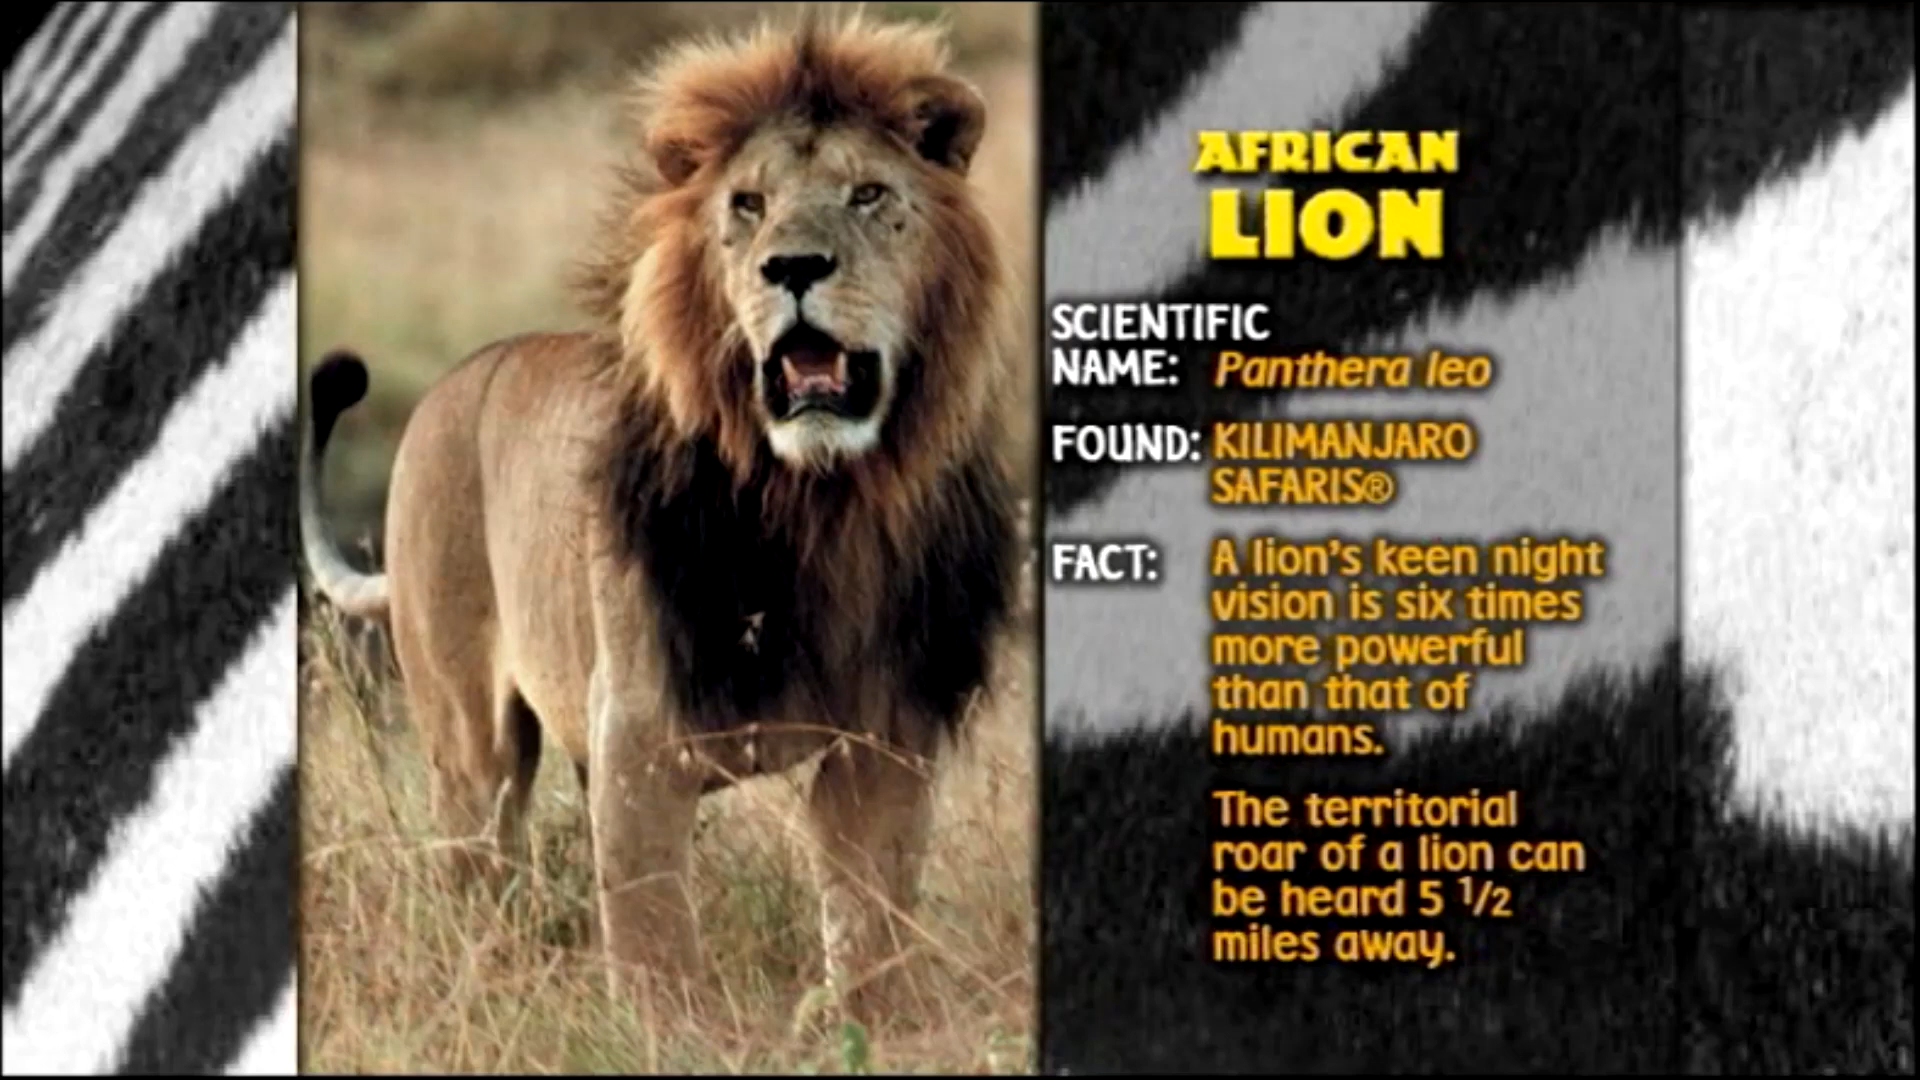 AFRICAN
LION
SCIENTIFIC
NAME: Panthera leo
FOUND: KILIMANJARO
SAFARIS®
FACT: A lion's keen night
vision is six times
more powerful
than that of
humans.
The territorial
roar of a lion can
be heard 5 1/2
miles away.